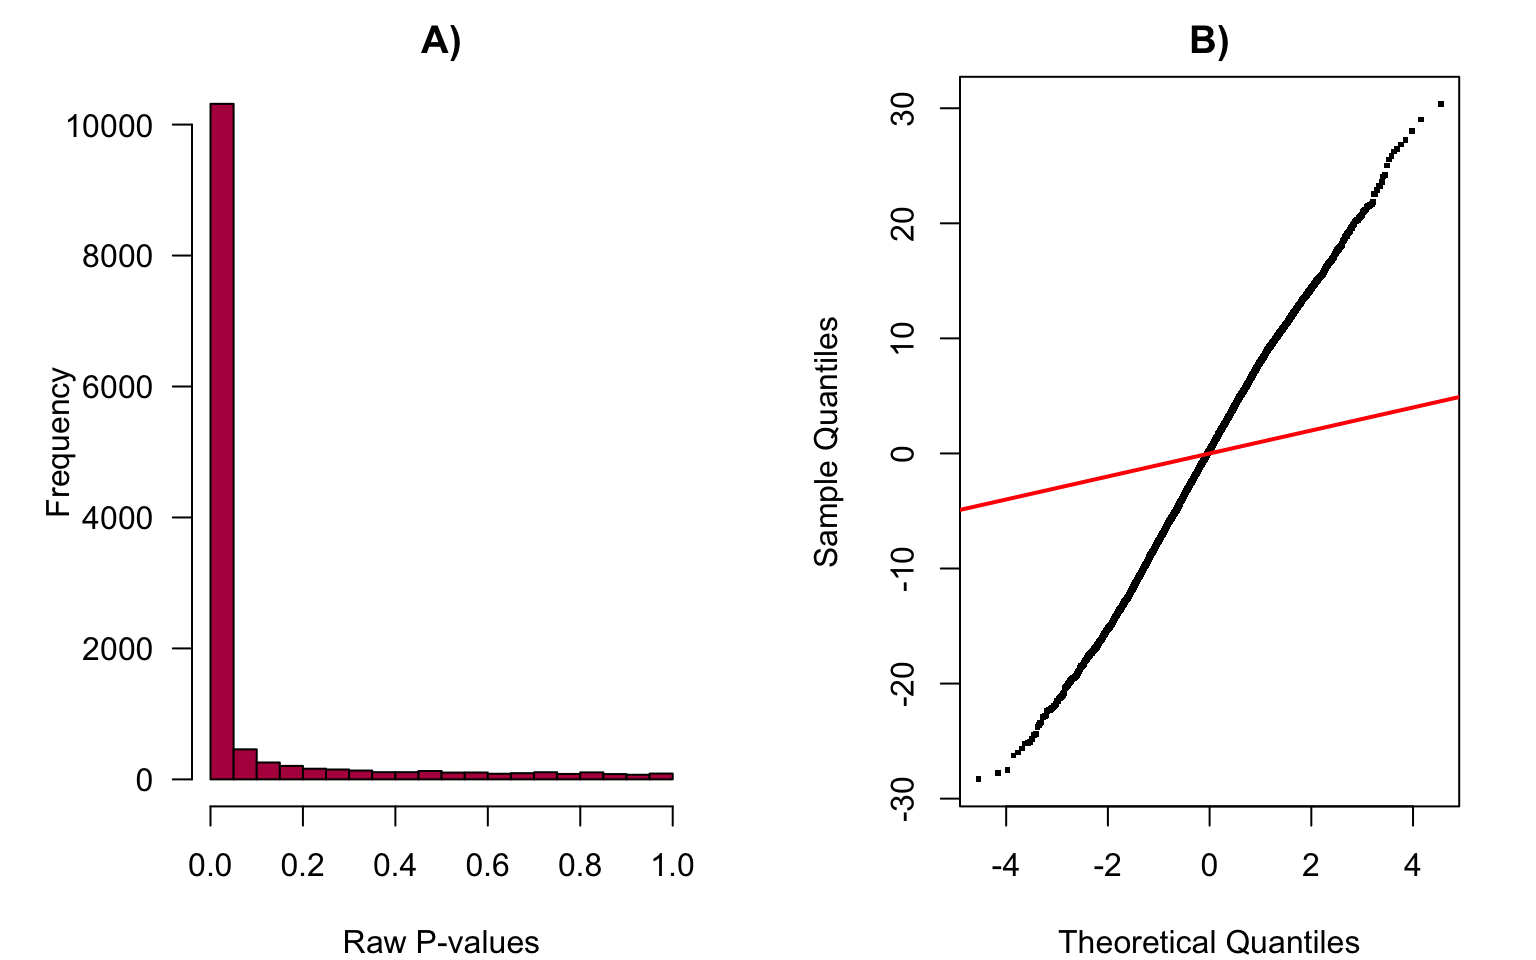 A)
Frequency
10000
8000
6000
4000
2000
0
0.0 0.2 0.4 0.6 0.8 1.0
Raw P-values
B)
Sample Quantiles
30
20
10
0
-10
-20
-30
-4 -2 0 2 4
Theoretical Quantiles